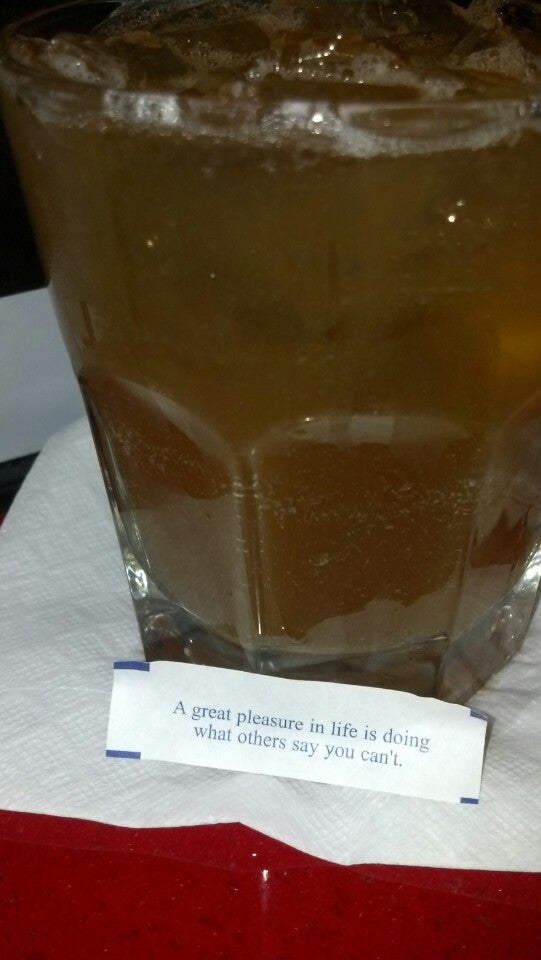 A great pleasure in life is doing
what others say you can't.